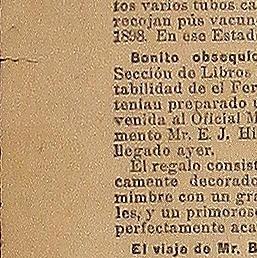 tos varios tubos ca
recojan pùs vacun
1898. En ese Estad
Bonito obsequio
Sección de Libros
tabilidad de el Fer
tenian preparado u
venida al Oficial M
mento Mr. E. J. Hi
llegado ayer.
El regalo consist
camente decorado
mimbre con un gra
les, y un primoros
perfectamente aca
El viaje de Mr. B